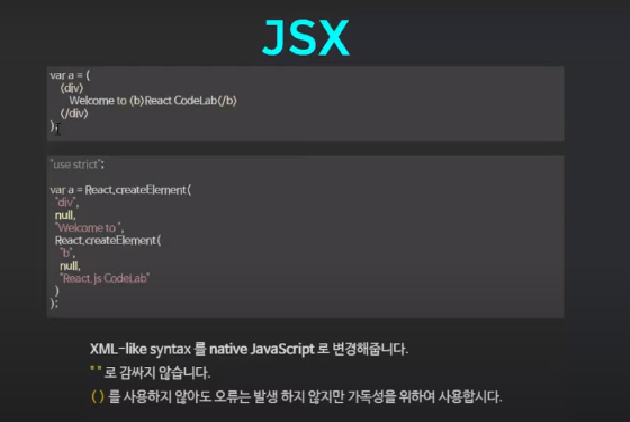 JSX
var a = (
<div>
Welcome to <b>React CodeLab</b>
</div>
);
"use strict";
var a = React.createElement(
"div",
null,
"Welcome to ",
React.createElement(
"b",
null,
"React.js CodeLab"
)
);
XML-like syntax 를 native JavaScript 로 변경해줍니다.
" " 로 감싸지 않습니다.
( ) 를 사용하지 않아도 오류는 발생 하지 않지만 가독성을 위하여 사용합시다.